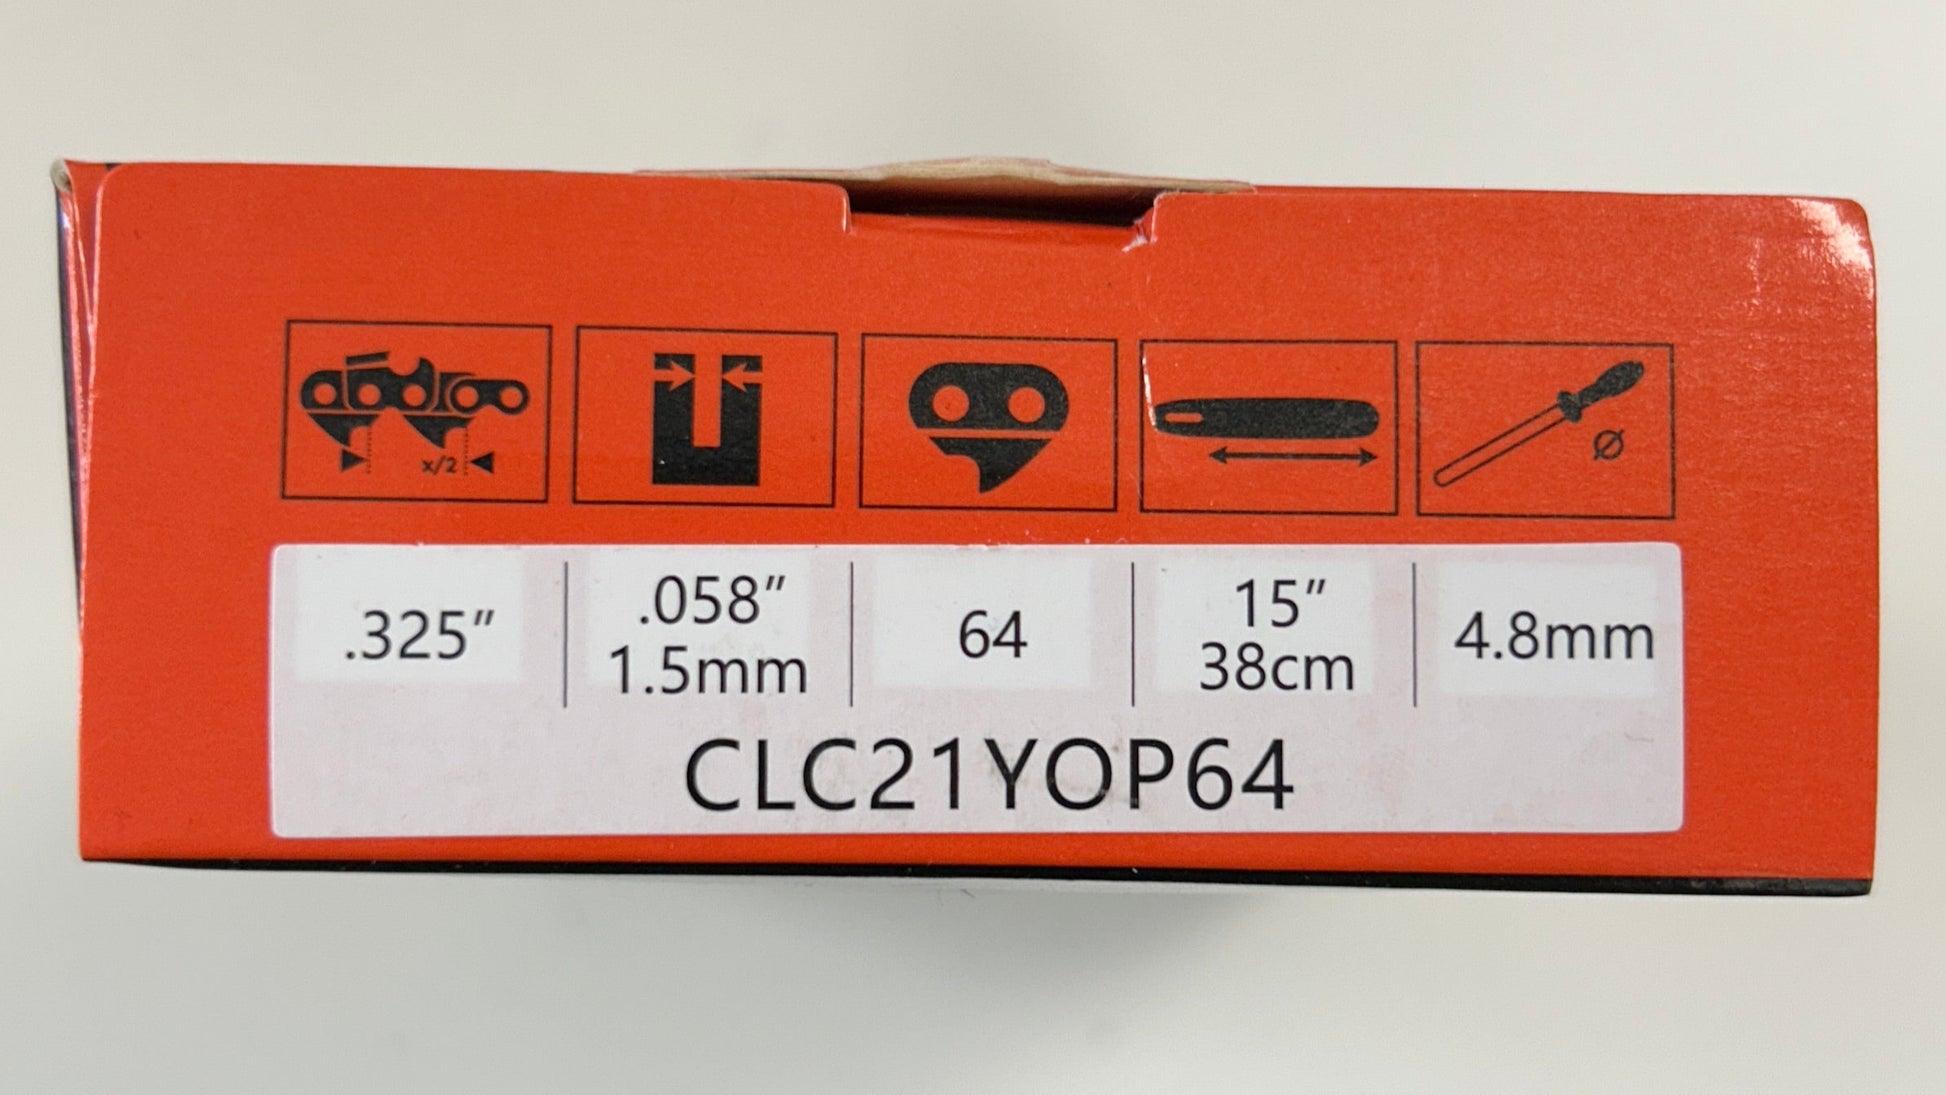 x/2
Ø
.325” .058” 64 15” 4.8mm
1.5mm 38cm
CLC21YOP64